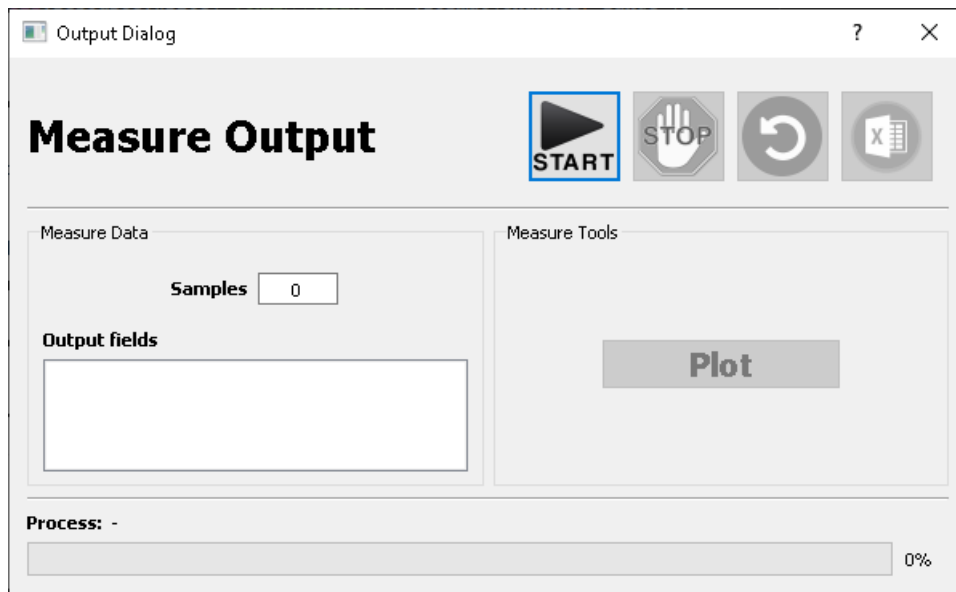 Output Dialog
?
Measure Output
START
STOP
X
Measure Data
Measure Tools
Samples 0
Output fields
Plot
Process: -
0%